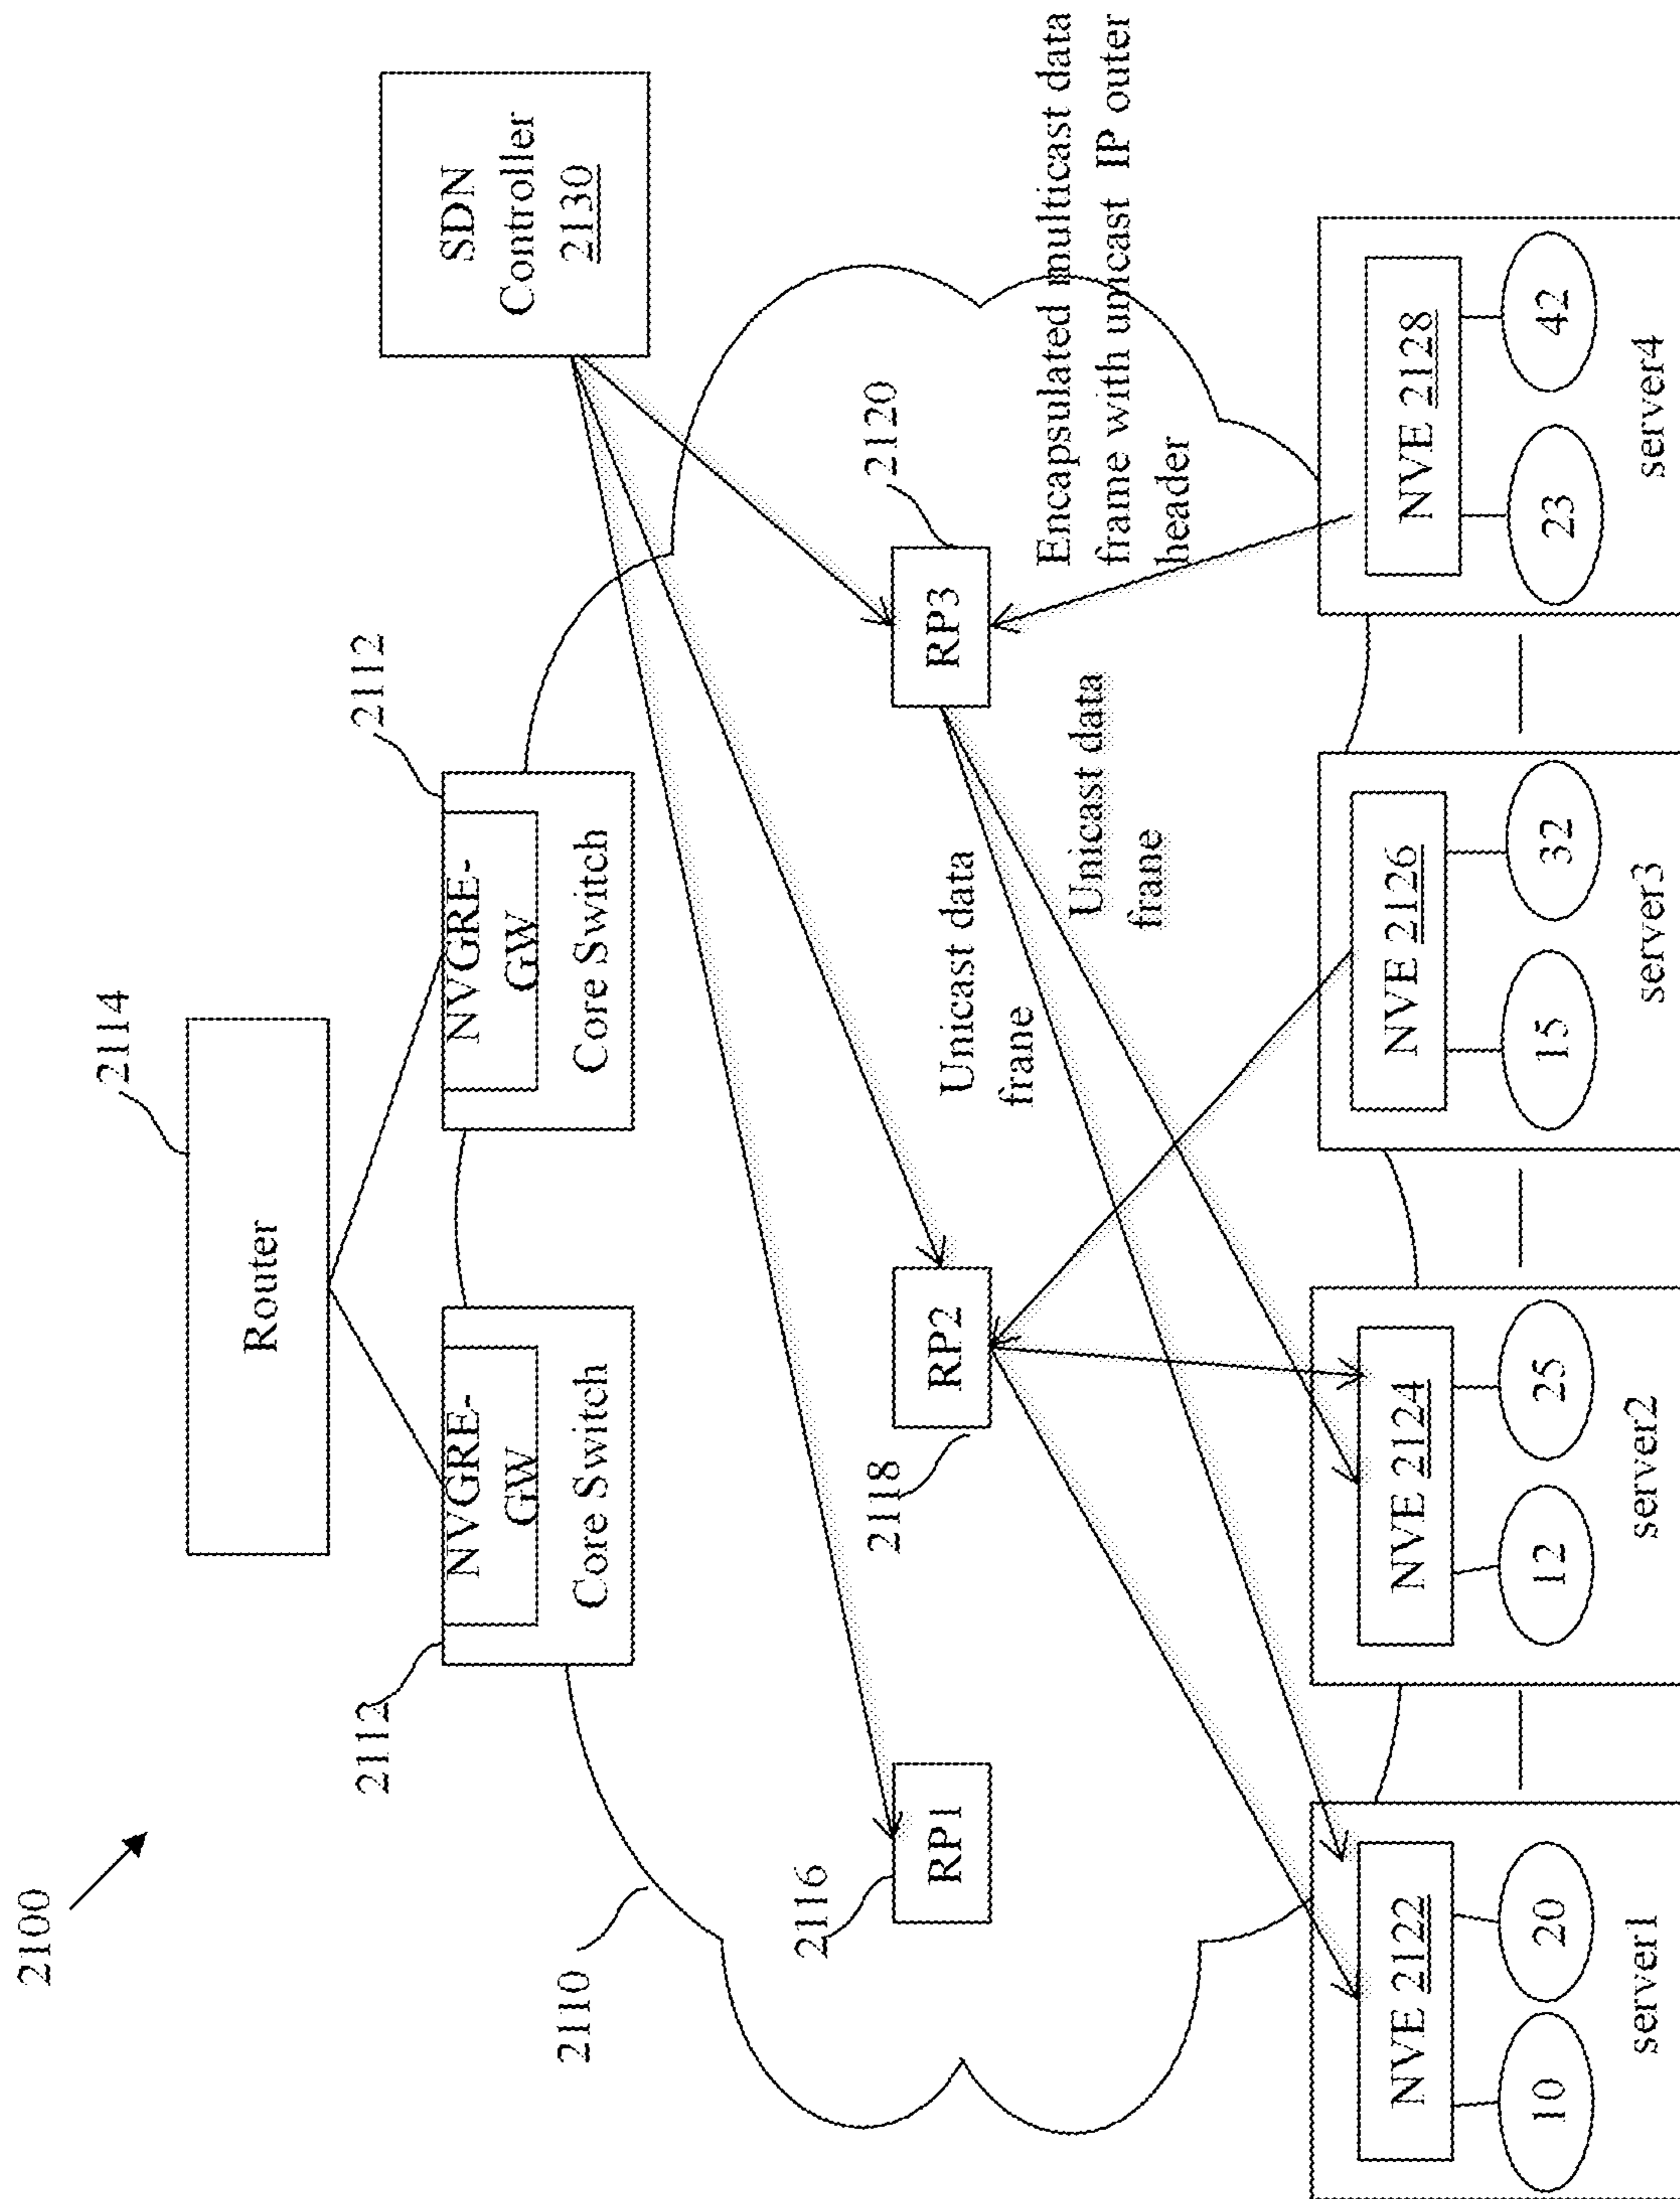 2100
2114
Router
2112
NVGRE-
GW
Core Switch
2112
NVGRE-
GW
Core Switch
SDN
Controller
2130
2110
2116
RP1
2118
RP2
2120
RP3
Unicast data
frane
Unicast data
frane
Encapsulated multicast data
frame with unicast IP outer
header
NVE 2122
10
20
server1
NVE 2124
12
25
server2
NVE 2126
15
32
server3
NVE 2128
23
42
server4